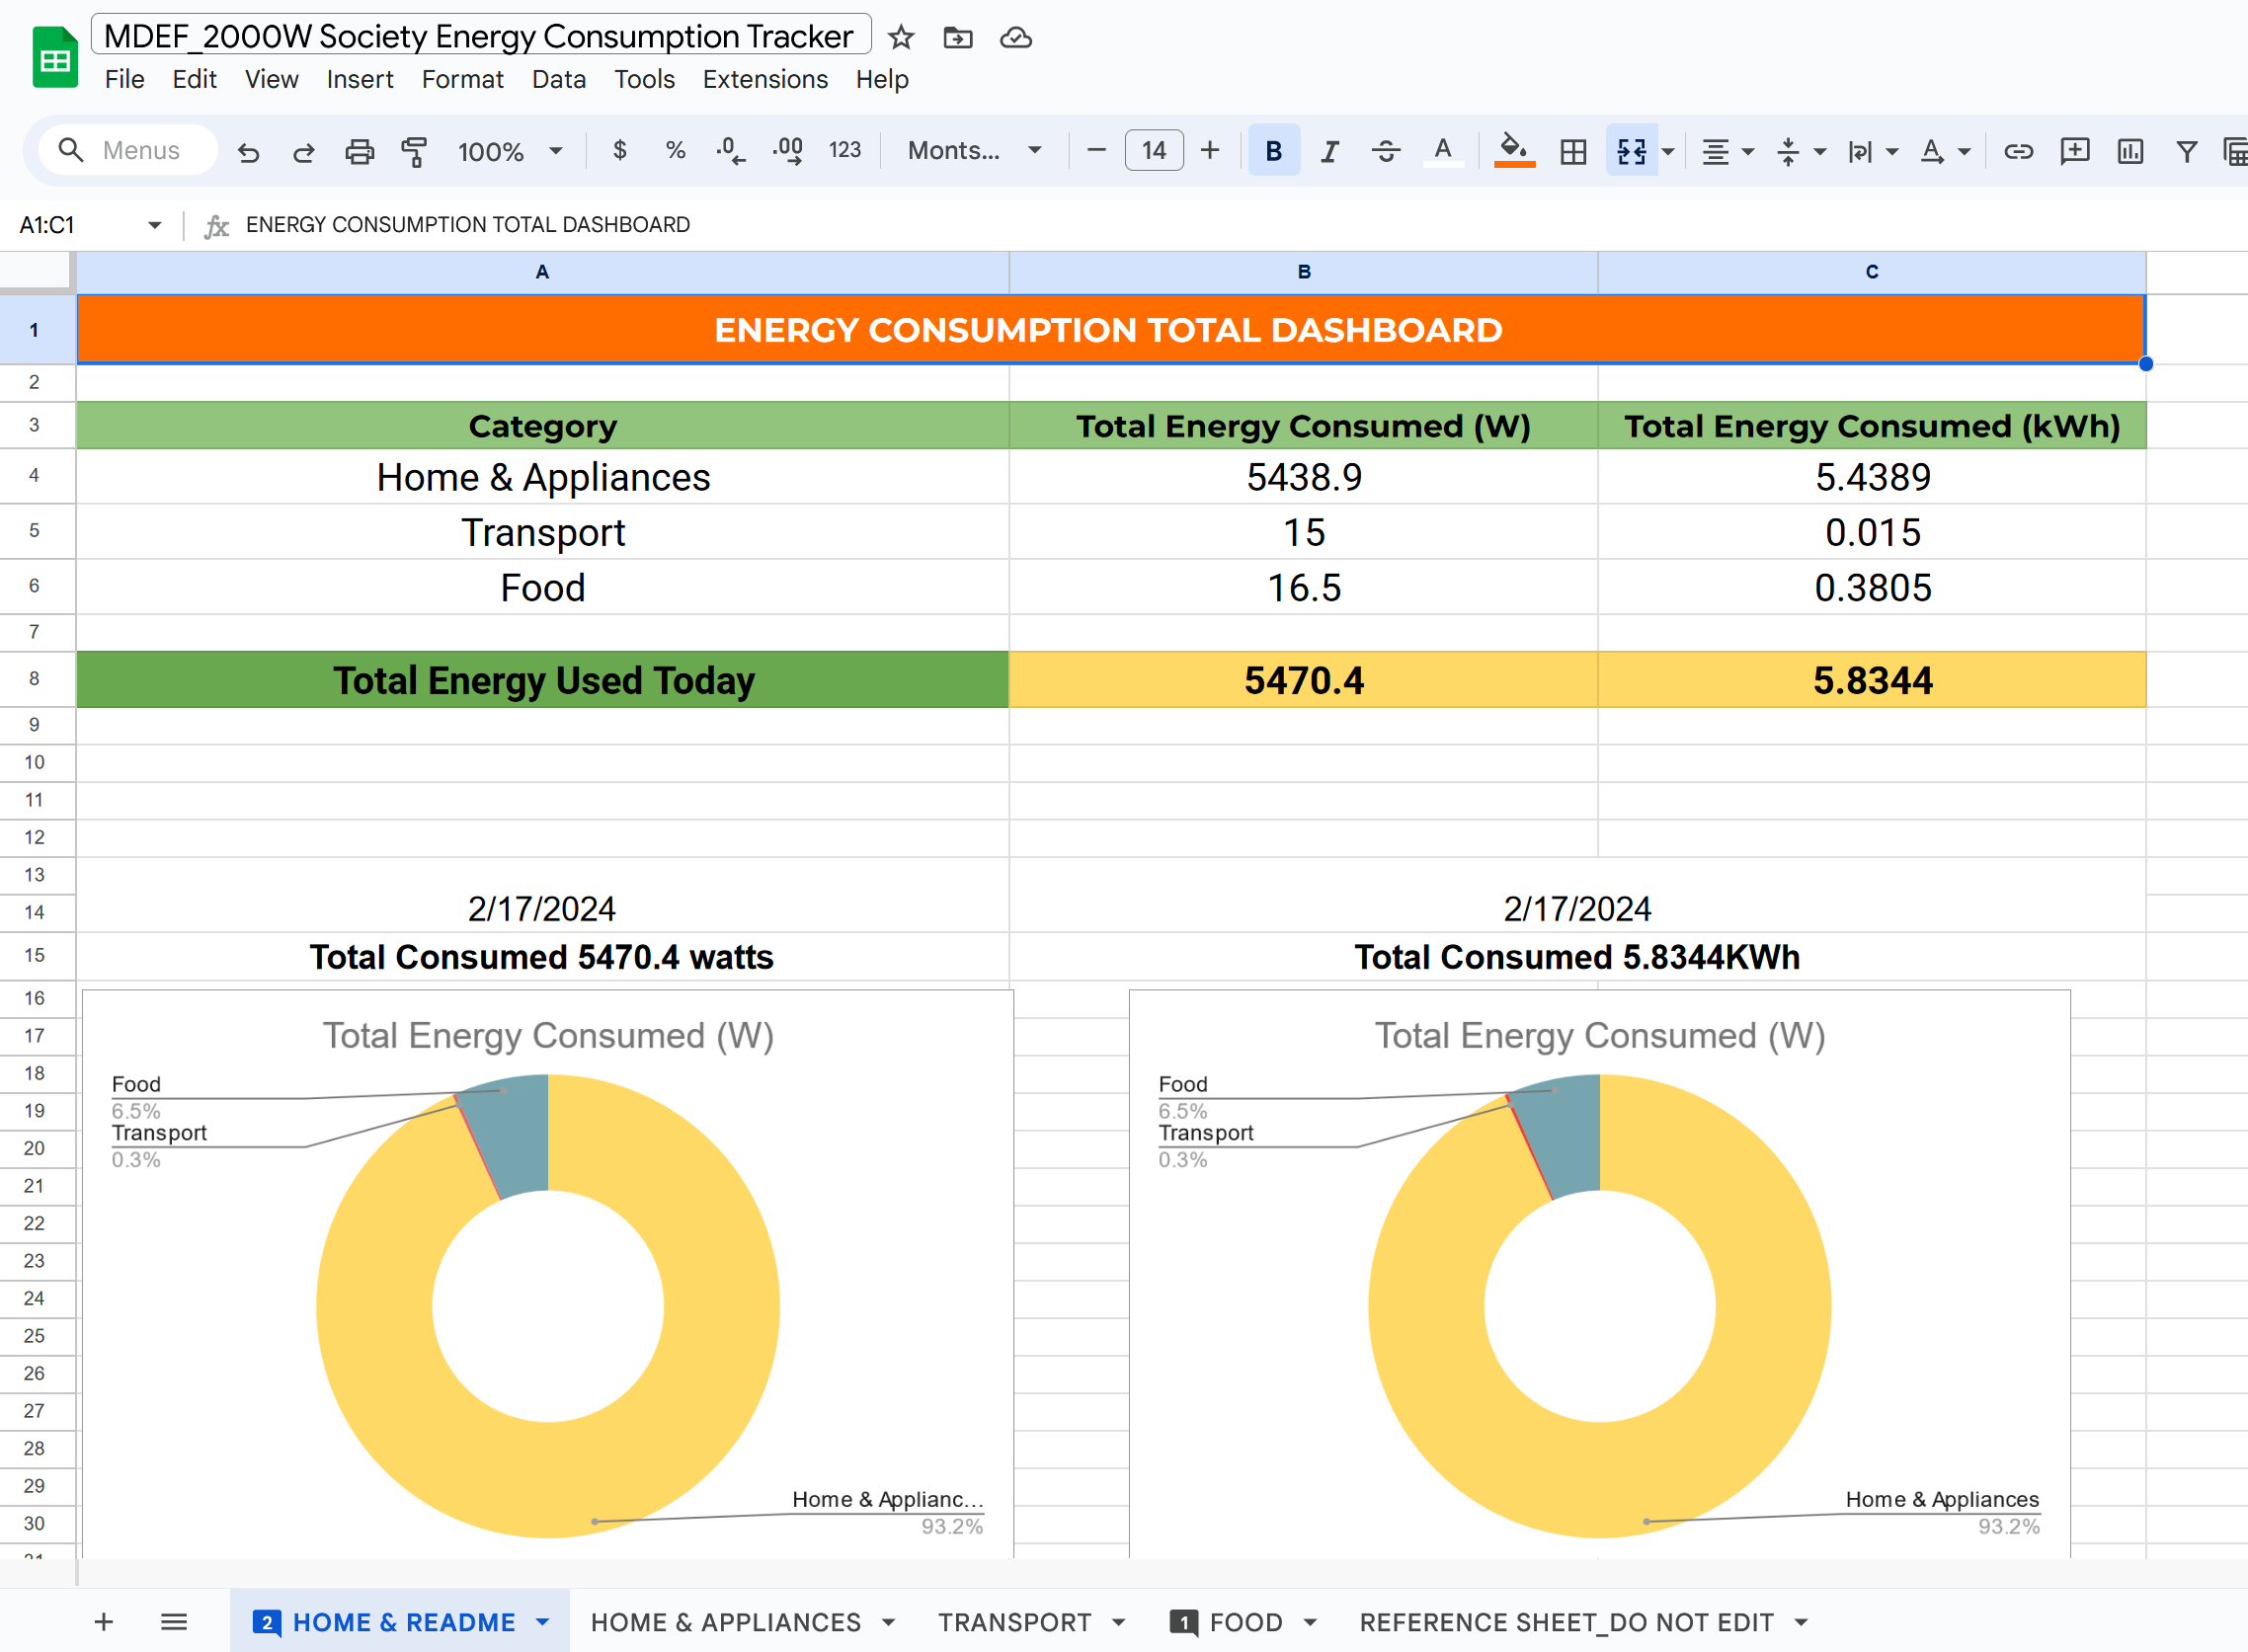 MDEF_2000W Society Energy Consumption Tracker
File Edit View Insert Format Data Tools Extensions Help
Menus 100% $ % .0 .00 123 Monts... 14 B I A A
A1:C1 fx ENERGY CONSUMPTION TOTAL DASHBOARD
A B C
1 ENERGY CONSUMPTION TOTAL DASHBOARD
2
3 Category Total Energy Consumed (W) Total Energy Consumed (kWh)
4 Home & Appliances 5438.9 5.4389
5 Transport 15 0.015
6 Food 16.5 0.3805
7
8 Total Energy Used Today 5470.4 5.8344
9
10
11
12
13
14 2/17/2024 2/17/2024
15 Total Consumed 5470.4 watts Total Consumed 5.8344KWh
16
17 Total Energy Consumed (W) Total Energy Consumed (W)
18 Food Food
19 6.5% 6.5%
Transport Transport
20 0.3% 0.3%
21
22
23
24
25
26
27
28
29
30 Home & Applianc... Home & Appliances
93.2% 93.2%
31
2 HOME & README HOME & APPLIANCES TRANSPORT 1 FOOD REFERENCE SHEET_DO NOT EDIT